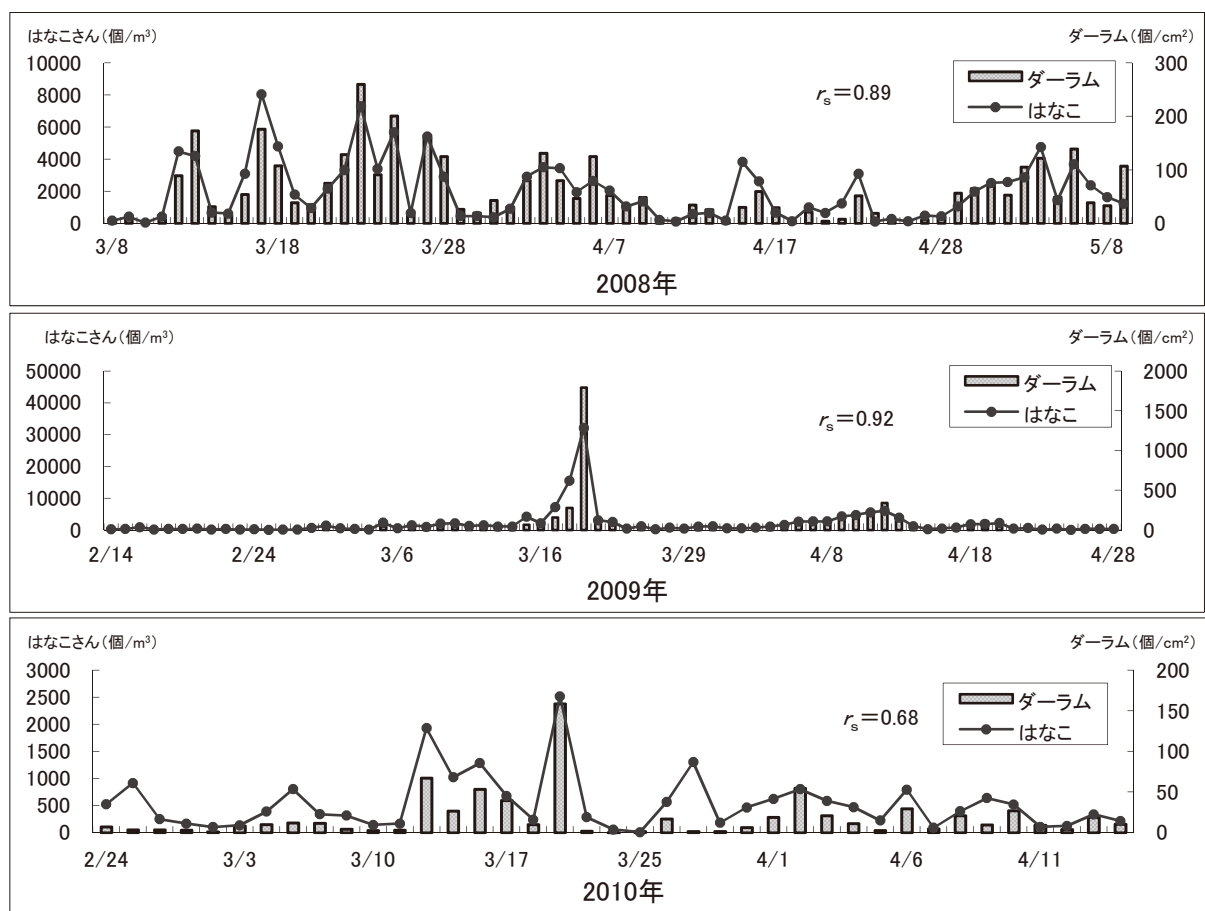 はなこさん（個/m³） ダーラム（個/cm²）
10000 300
ダーラム
8000 rs＝0.89
はなこ
200
6000
4000 100
2000
0 0
3/8 3/18 3/28 4/7 4/17 4/28 5/8
2008年
はなこさん（個/m³） ダーラム（個/cm²）
50000 2000
ダーラム
40000 1500
はなこ
30000 rs＝0.92
1000
20000
10000 500
0 0
2/14 2/24 3/6 3/16 3/29 4/8 4/18 4/28
2009年
はなこさん（個/m³） ダーラム（個/cm²）
3000 200
ダーラム
2500 150
rs＝0.68 はなこ
2000
1500 100
1000 50
500
0 0
2/24 3/3 3/10 3/17 3/25 4/1 4/6 4/11
2010年